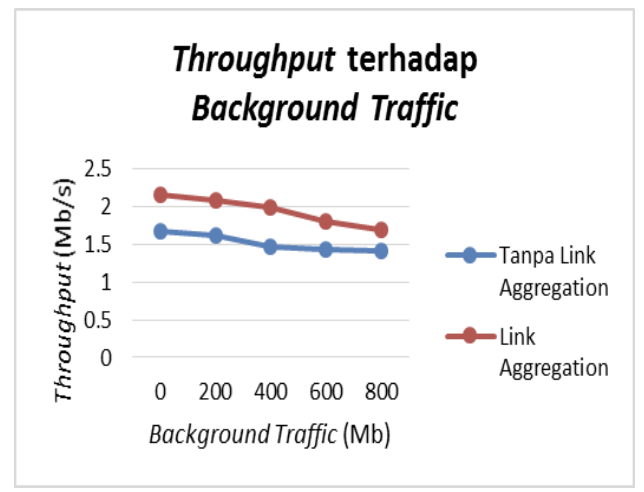 Throughput terhadap
Background Traffic
Throughput (Mb/s)
2.5
2
1.5
1
0.5
0
0 200 400 600 800
Background Traffic (Mb)
Tanpa Link
Aggregation
Link
Aggregation